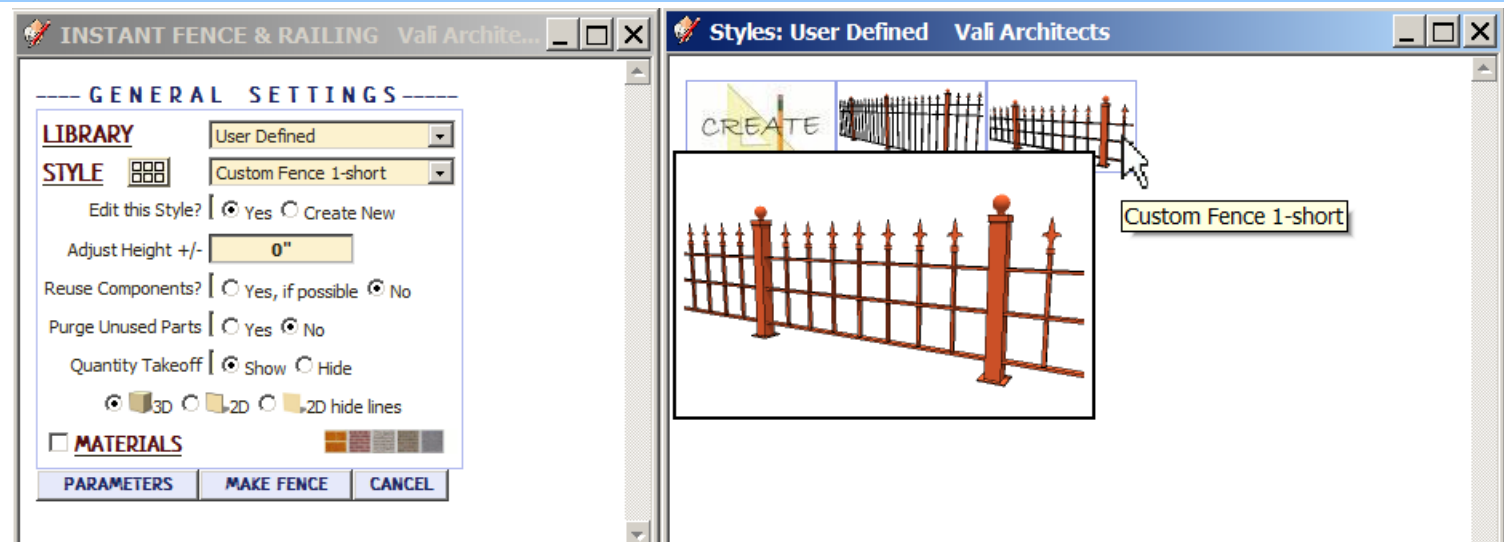 INSTANT FENCE & RAILING Vali Archite...
---- GENERAL SETTINGS-----
LIBRARY User Defined
STYLE Custom Fence 1-short
Edit this Style? Yes Create New
Adjust Height +/- 0"
Reuse Components? Yes, if possible No
Purge Unused Parts Yes No
Quantity Takeoff Show Hide
3D 2D 2D hide lines
MATERIALS
PARAMETERS MAKE FENCE CANCEL
Styles: User Defined Vali Architects
CREATE
Custom Fence 1-short